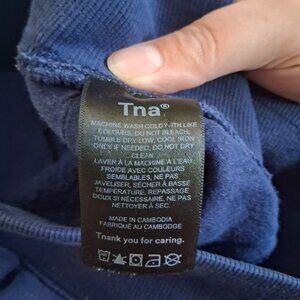 Tna®
MACHINE WASH COLD WITH LIKE
COLOURS, DO NOT BLEACH,
TUMBLE DRY LOW, COOL IRON
ONLY IF NEEDED, DO NOT DRY
CLEAN
LAVER À LA MACHINE À L'EAU
FROIDE AVEC COULEURS
SEMBLABLES, NE PAS
JAVELISER, SÉCHER À BASSE
TEMPÉRATURE, REPASSAGE
DOUX SI NÉCESSAIRE, NE PAS
NETTOYER À SEC.
MADE IN CAMBODIA
FABRIQUÉ AU CAMBODGE
Thank you for caring.